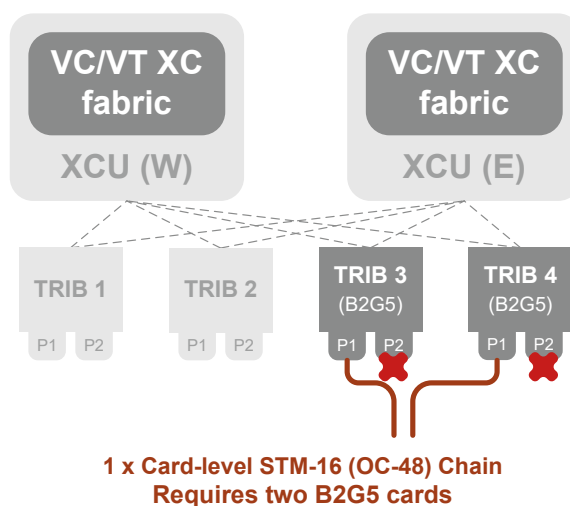 VC/VT XC
fabric
XCU (W)
VC/VT XC
fabric
XCU (E)
TRIB 1
P1 P2
TRIB 2
P1 P2
TRIB 3
(B2G5)
P1 P2
TRIB 4
(B2G5)
P1 P2
1 x Card-level STM-16 (OC-48) Chain
Requires two B2G5 cards